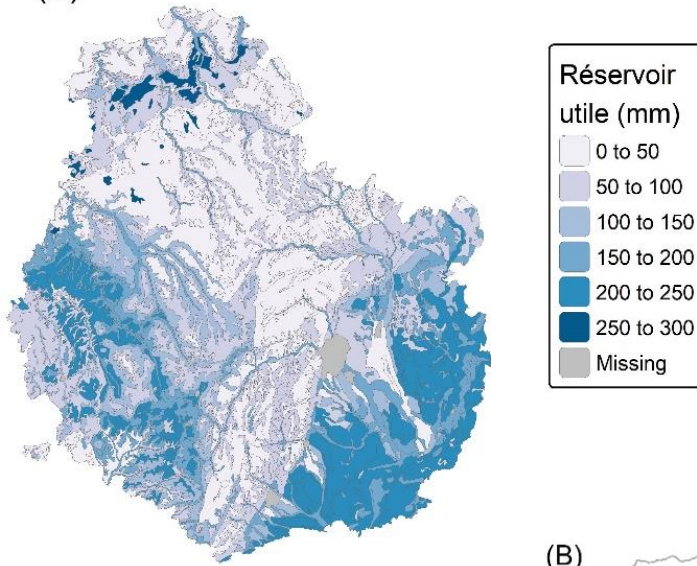 Réservoir
utile (mm)
0 to 50
50 to 100
100 to 150
150 to 200
200 to 250
250 to 300
Missing
(B)